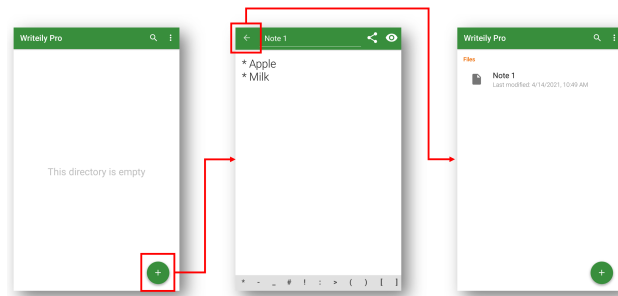 Writeily Pro
This directory is empty
+
← Note 1
* Apple
* Milk
* - _ # ! : > ( ) [ ]
Writeily Pro
Files
Note 1
Last modified: 4/14/2021, 10:49 AM
+